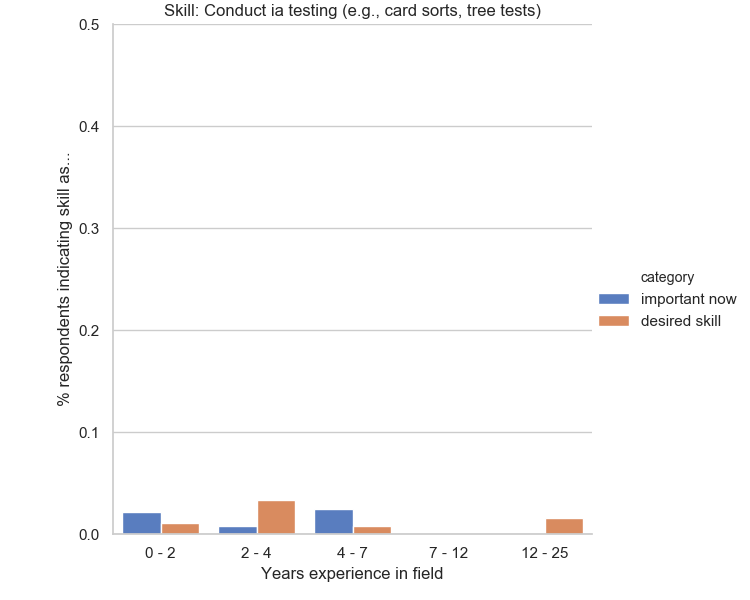 Skill: Conduct ia testing (e.g., card sorts, tree tests)
% respondents indicating skill as...
0.5
0.4
0.3
0.2
0.1
0.0
0 - 2
2 - 4
4 - 7
7 - 12
12 - 25
Years experience in field
category
important now
desired skill